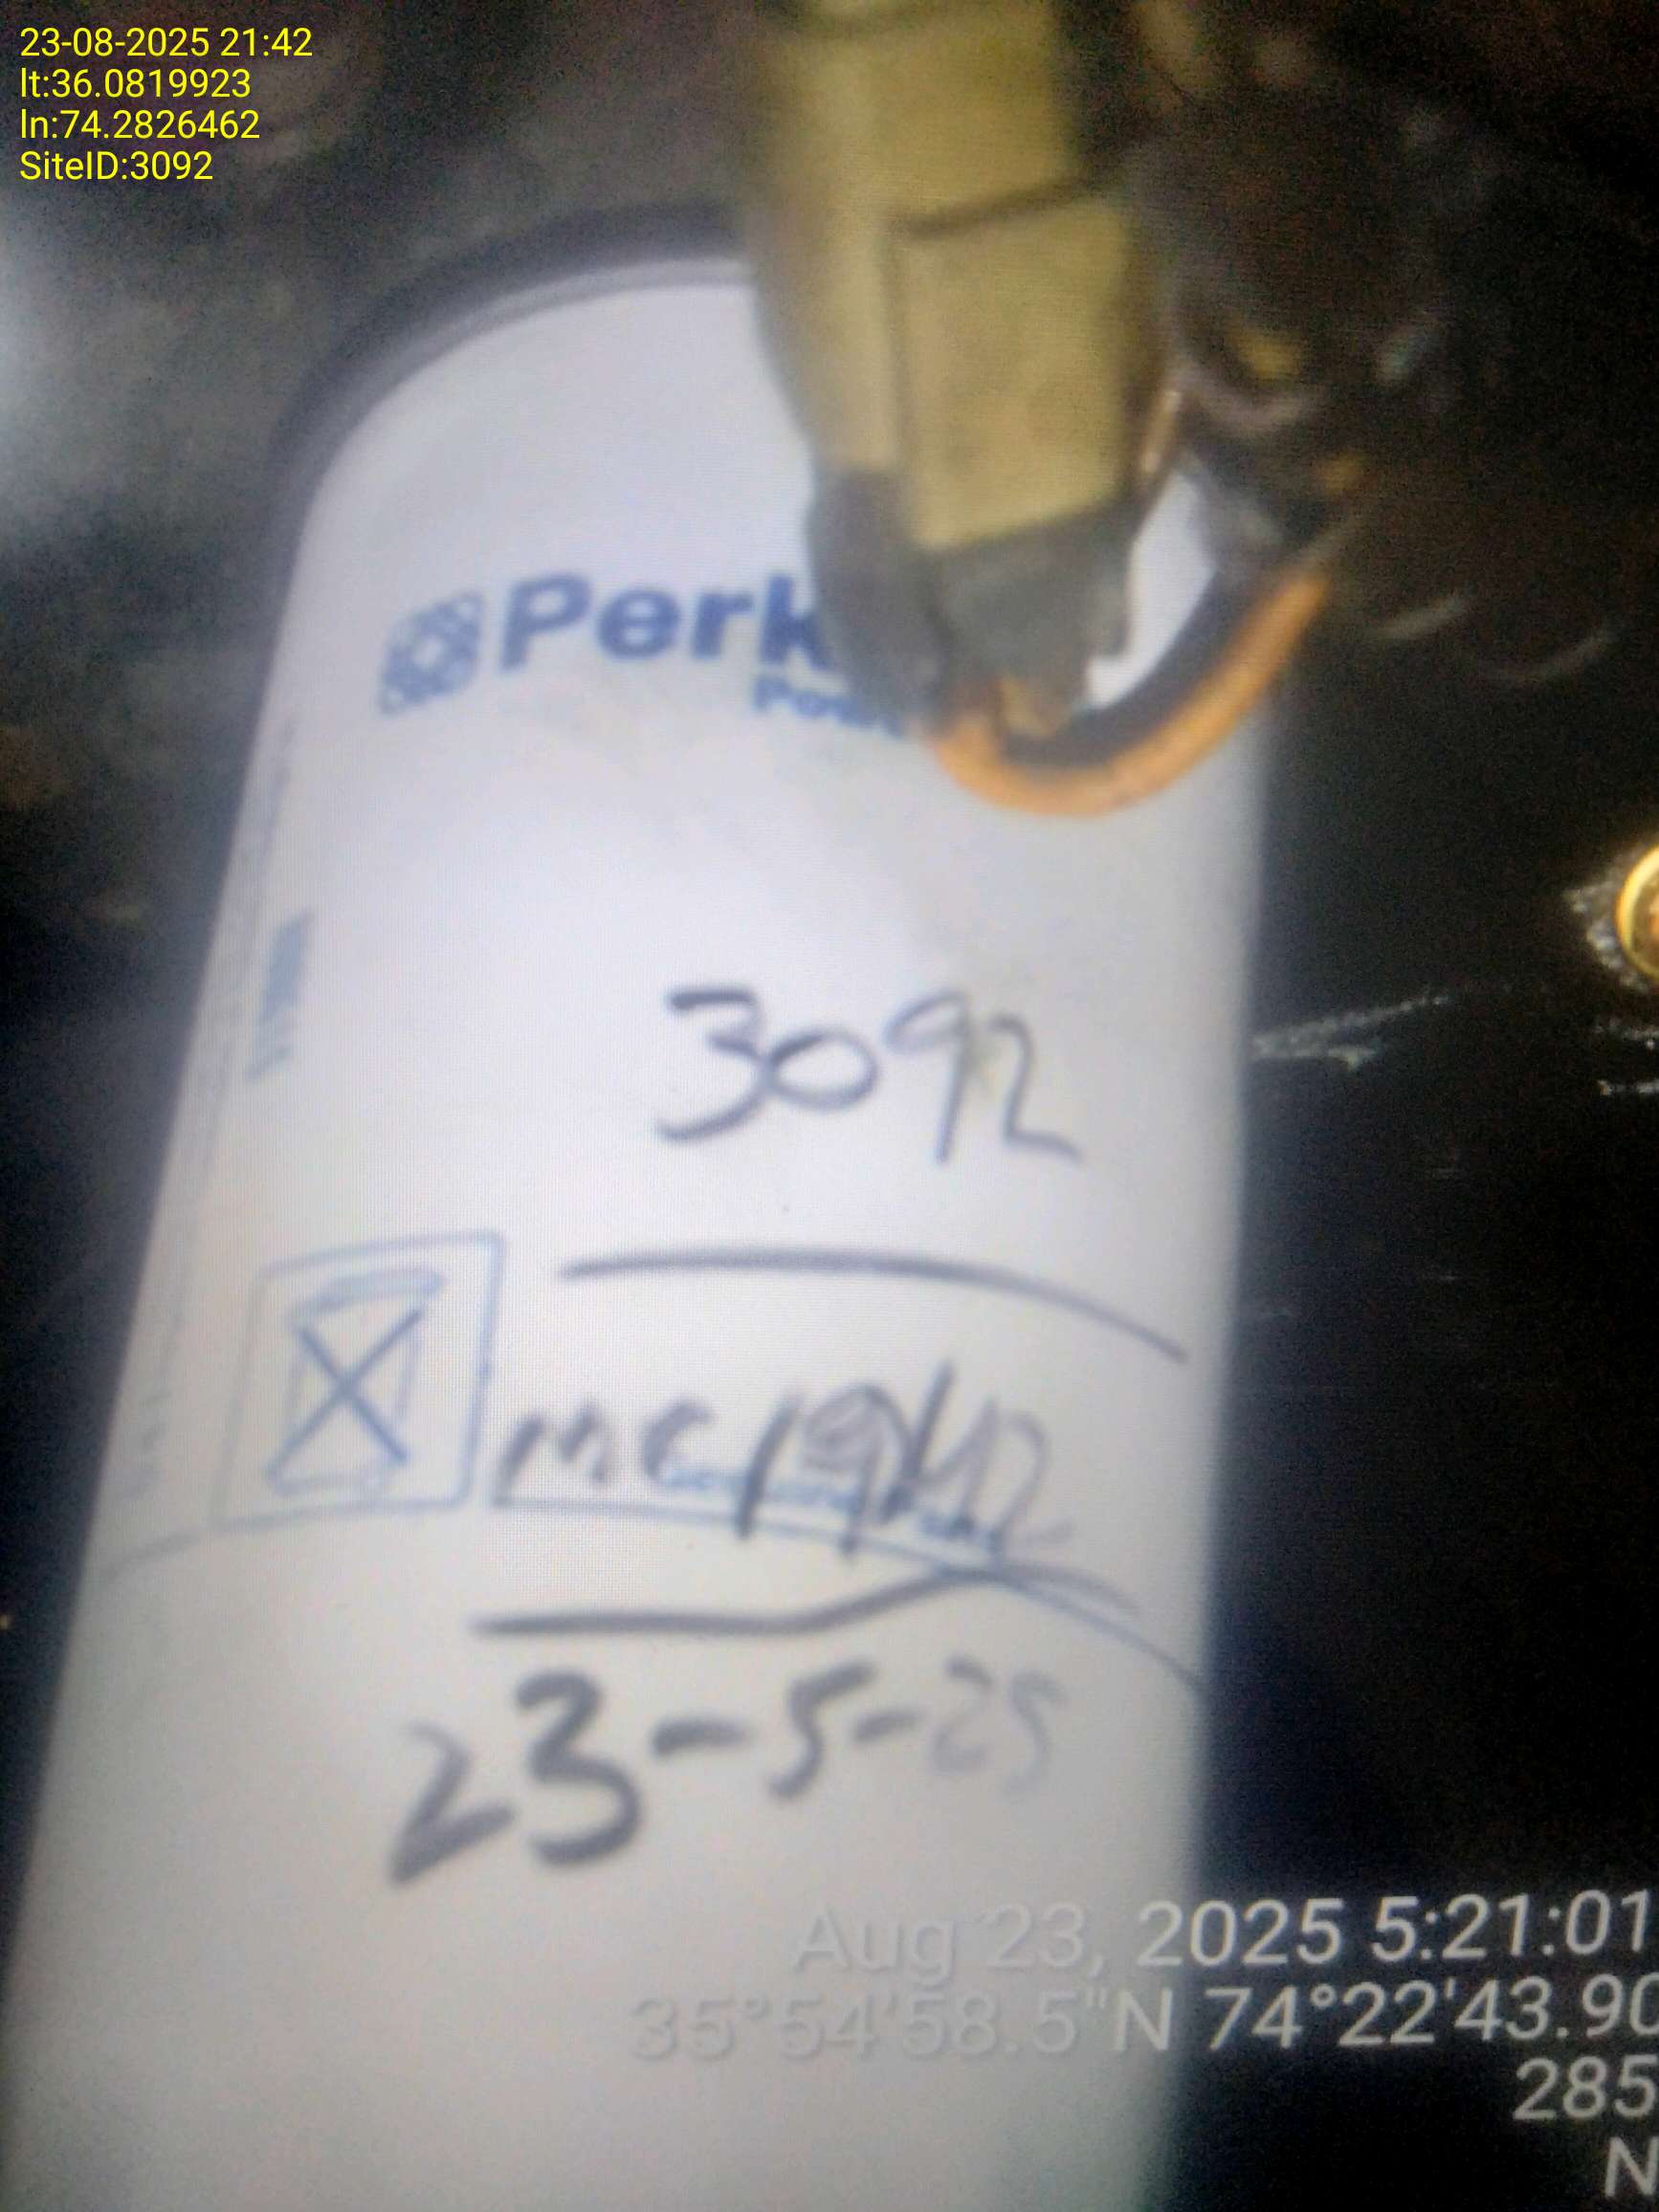 23-08-2025 21:42
lt:36.0819923
ln:74.2826462
SiteID:3092
Perk
Pow
3092
23-5-25
Aug 23, 2025 5:21:01
35°54'58.5"N 74°22'43.90
285
N